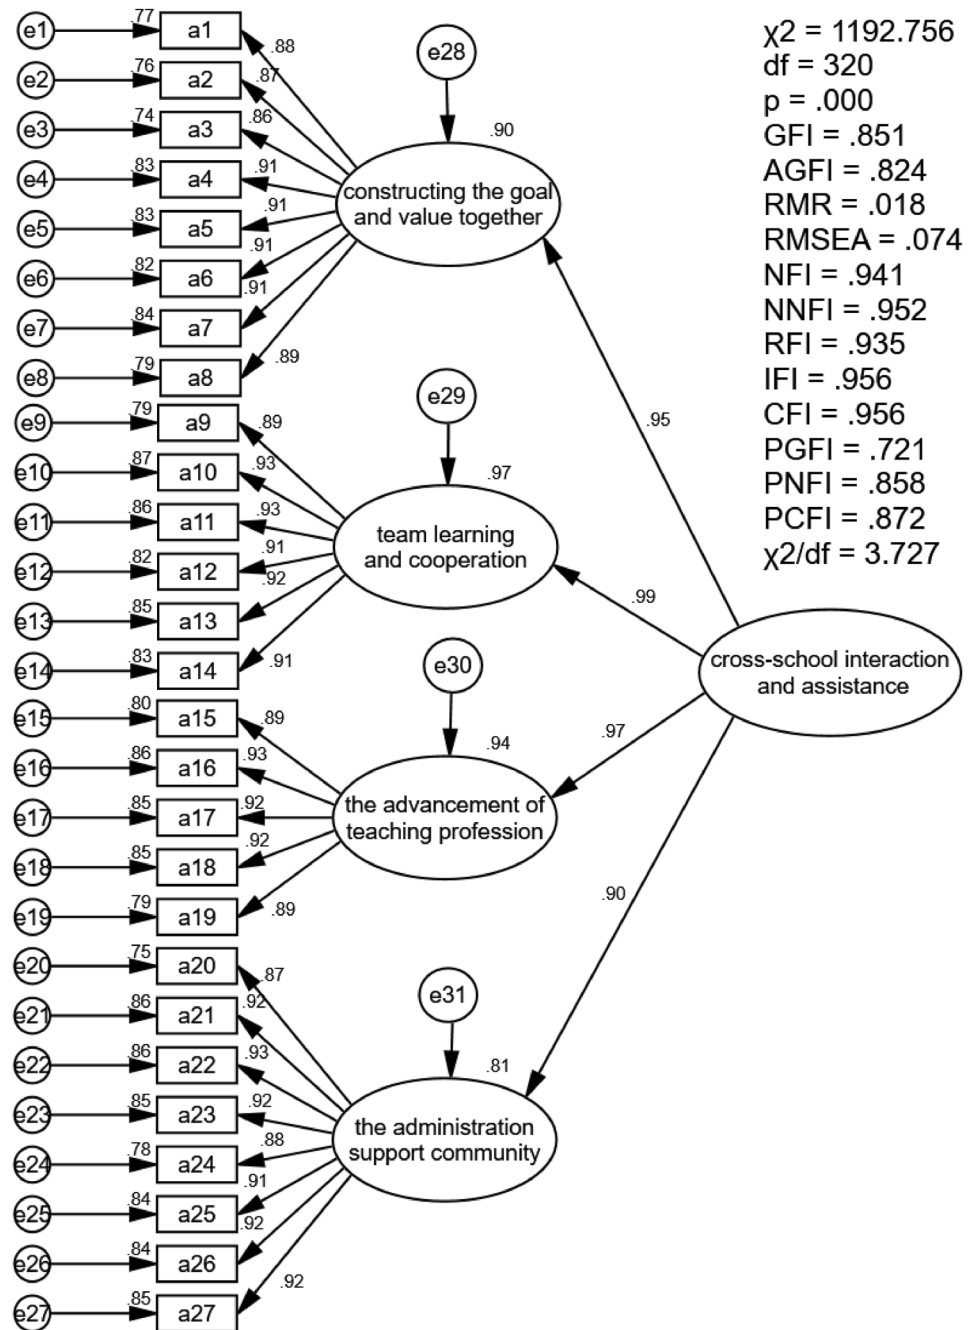 e1 .77 a1 .88
e2 .76 a2 .87
e3 .74 a3 .86
e4 .83 a4 .91
e5 .83 a5 .91
e6 .82 a6 .91
e7 .84 a7 .91
e8 .79 a8 .89
e28
.90
constructing the goal
and value together
e9 .79 a9 .89
e10 .87 a10 .93
e11 .86 a11 .93
e12 .82 a12 .91
e13 .85 a13 .92
e14 .83 a14 .91
e29
.97
team learning
and cooperation
e15 .80 a15 .89
e16 .86 a16 .93
e17 .85 a17 .92
e18 .85 a18 .92
e19 .79 a19 .89
e30
.94
the advancement of
teaching profession
e20 .75 a20 .87
e21 .86 a21 .92
e22 .86 a22 .93
e23 .85 a23 .92
e24 .78 a24 .88
e25 .84 a25 .91
e26 .84 a26 .92
e27 .85 a27 .92
e31
.81
the administration
support community
.95
.99
.97
.90
cross-school interaction
and assistance
χ2 = 1192.756
df = 320
p = .000
GFI = .851
AGFI = .824
RMR = .018
RMSEA = .074
NFI = .941
NNFI = .952
RFI = .935
IFI = .956
CFI = .956
PGFI = .721
PNFI = .858
PCFI = .872
χ2/df = 3.727